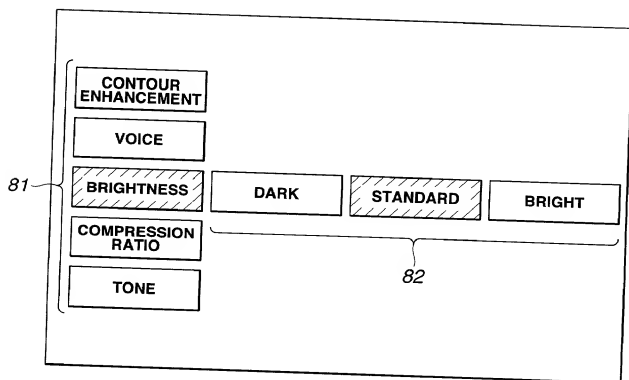 CONTOUR
ENHANCEMENT
VOICE
81
BRIGHTNESS
DARK
STANDARD
BRIGHT
COMPRESSION
RATIO
82
TONE